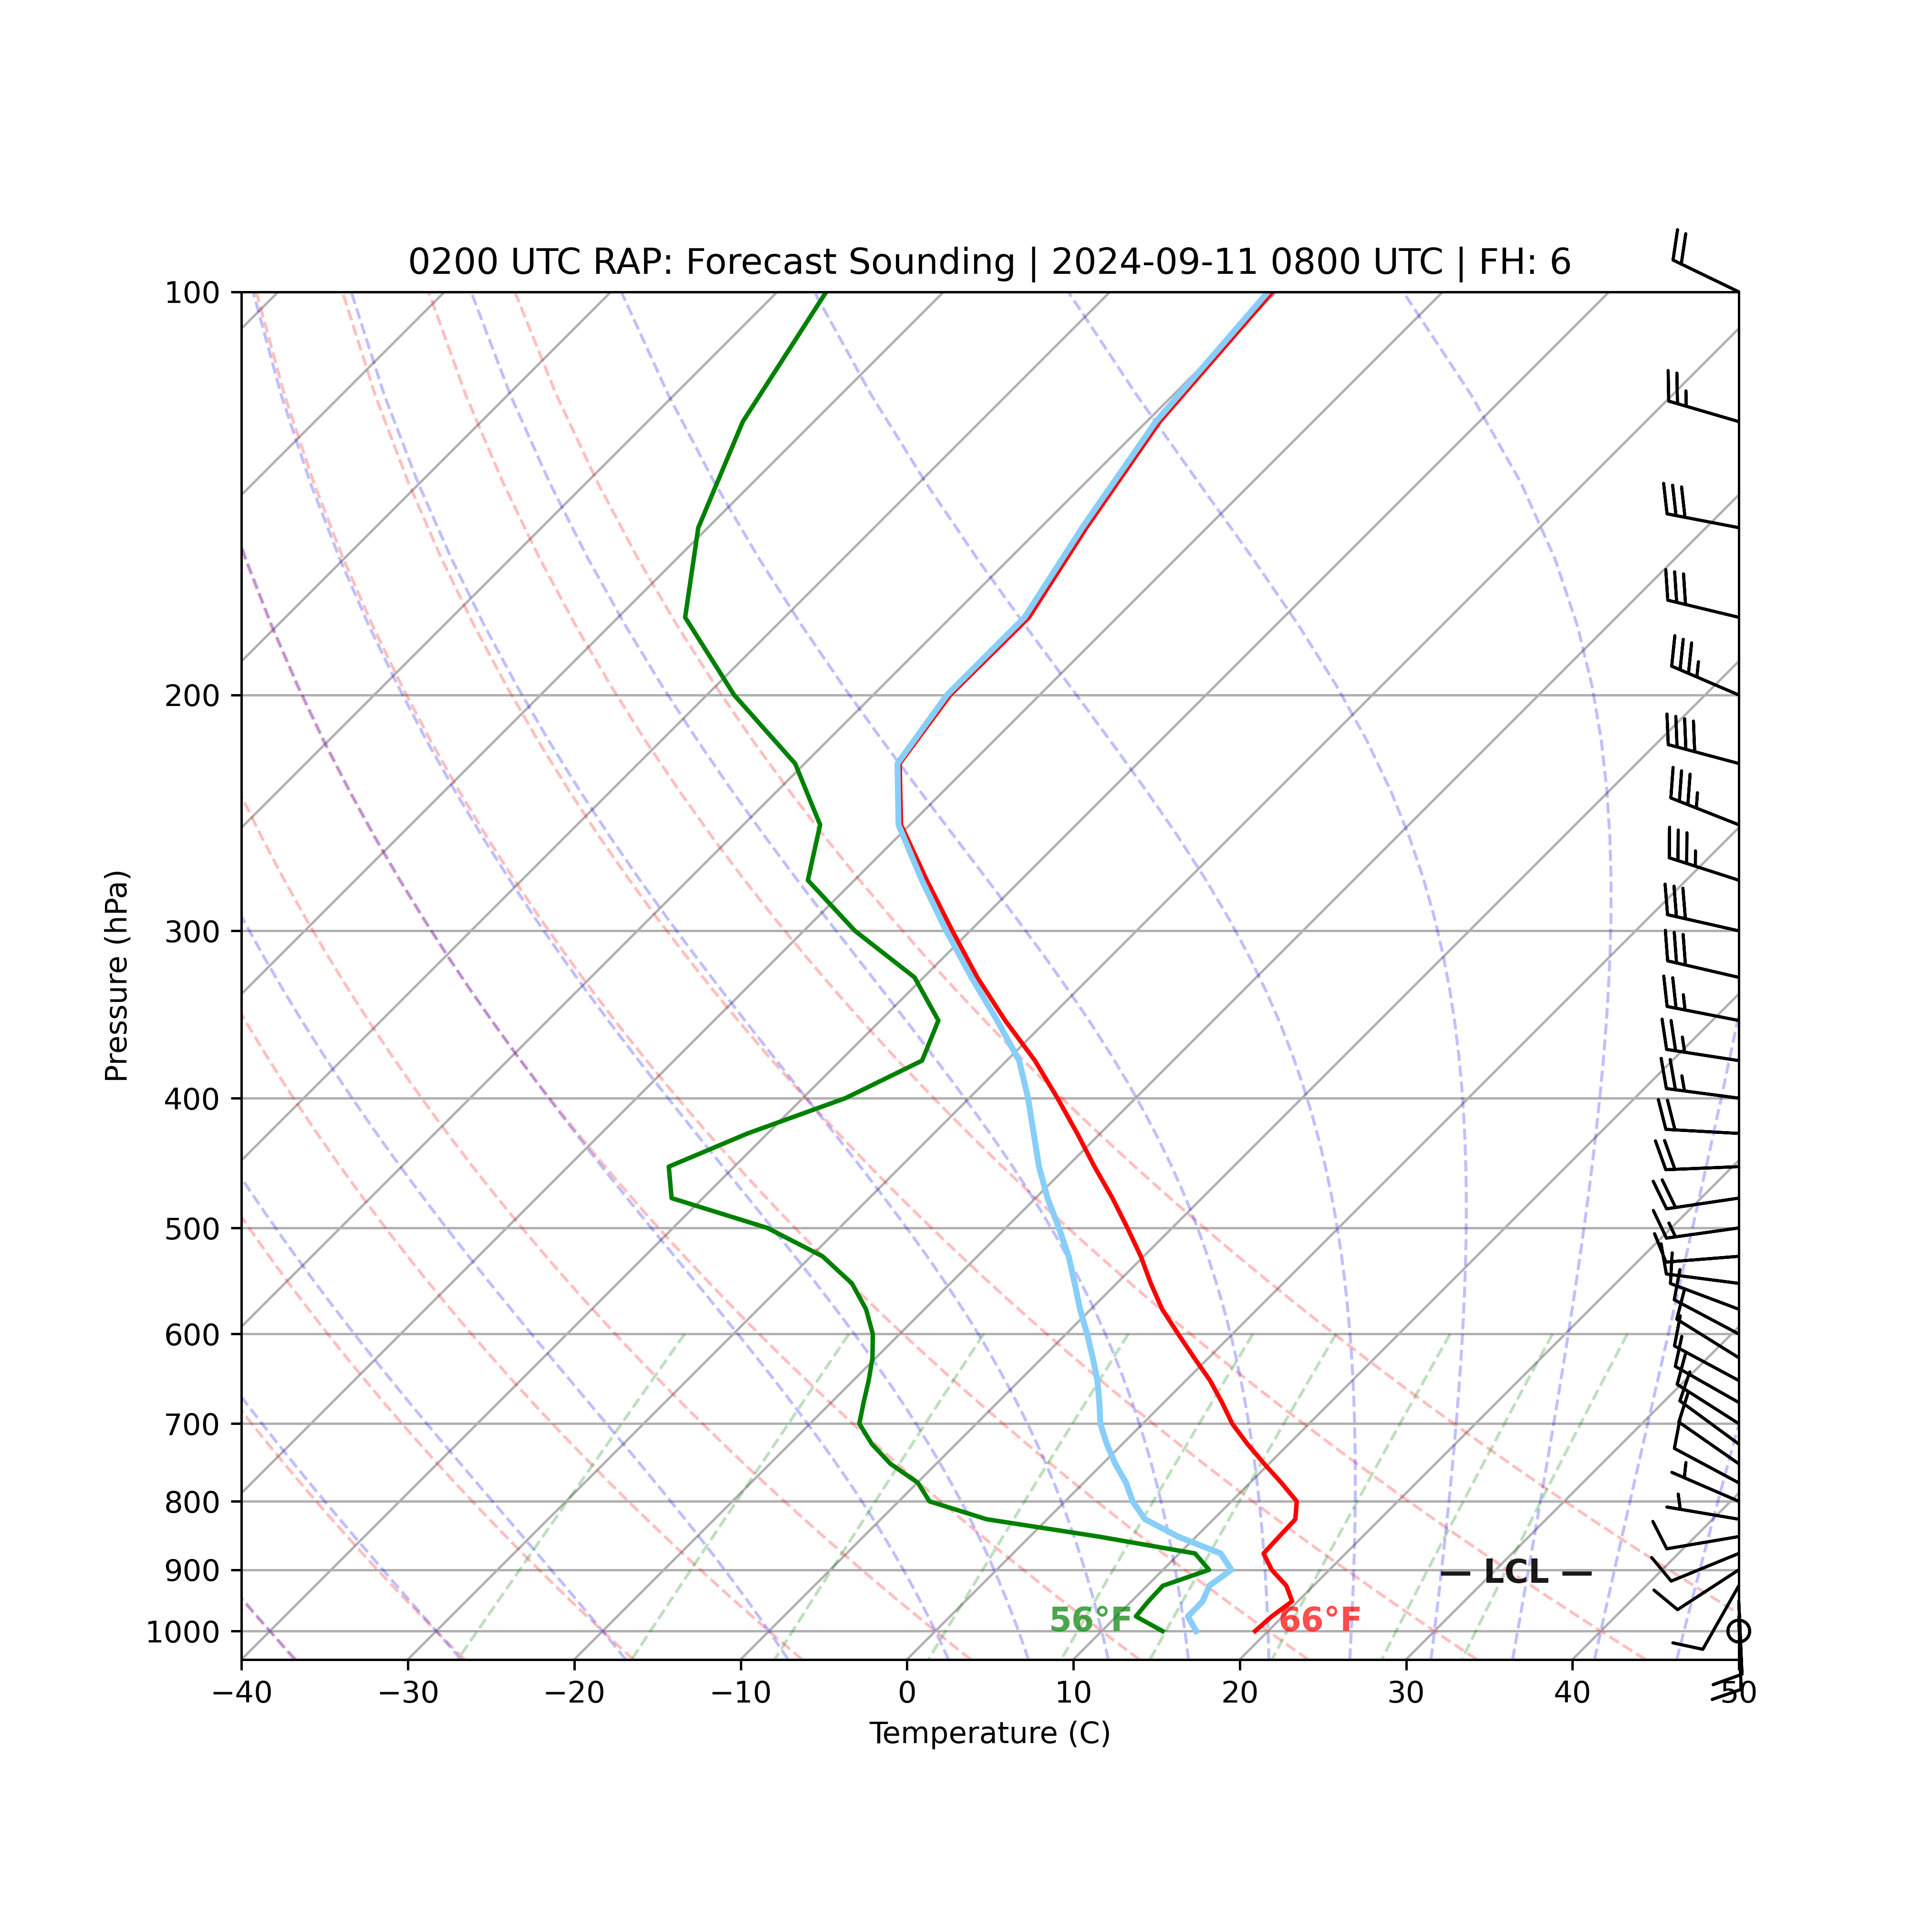 0200 UTC RAP: Forecast Sounding | 2024-09-11 0800 UTC | FH: 6
100
200
300
400
500
600
700
800
900
1000
Pressure (hPa)
— LCL —
56°F
66°F
−40 −30 −20 −10 0 10 20 30 40 50
Temperature (C)